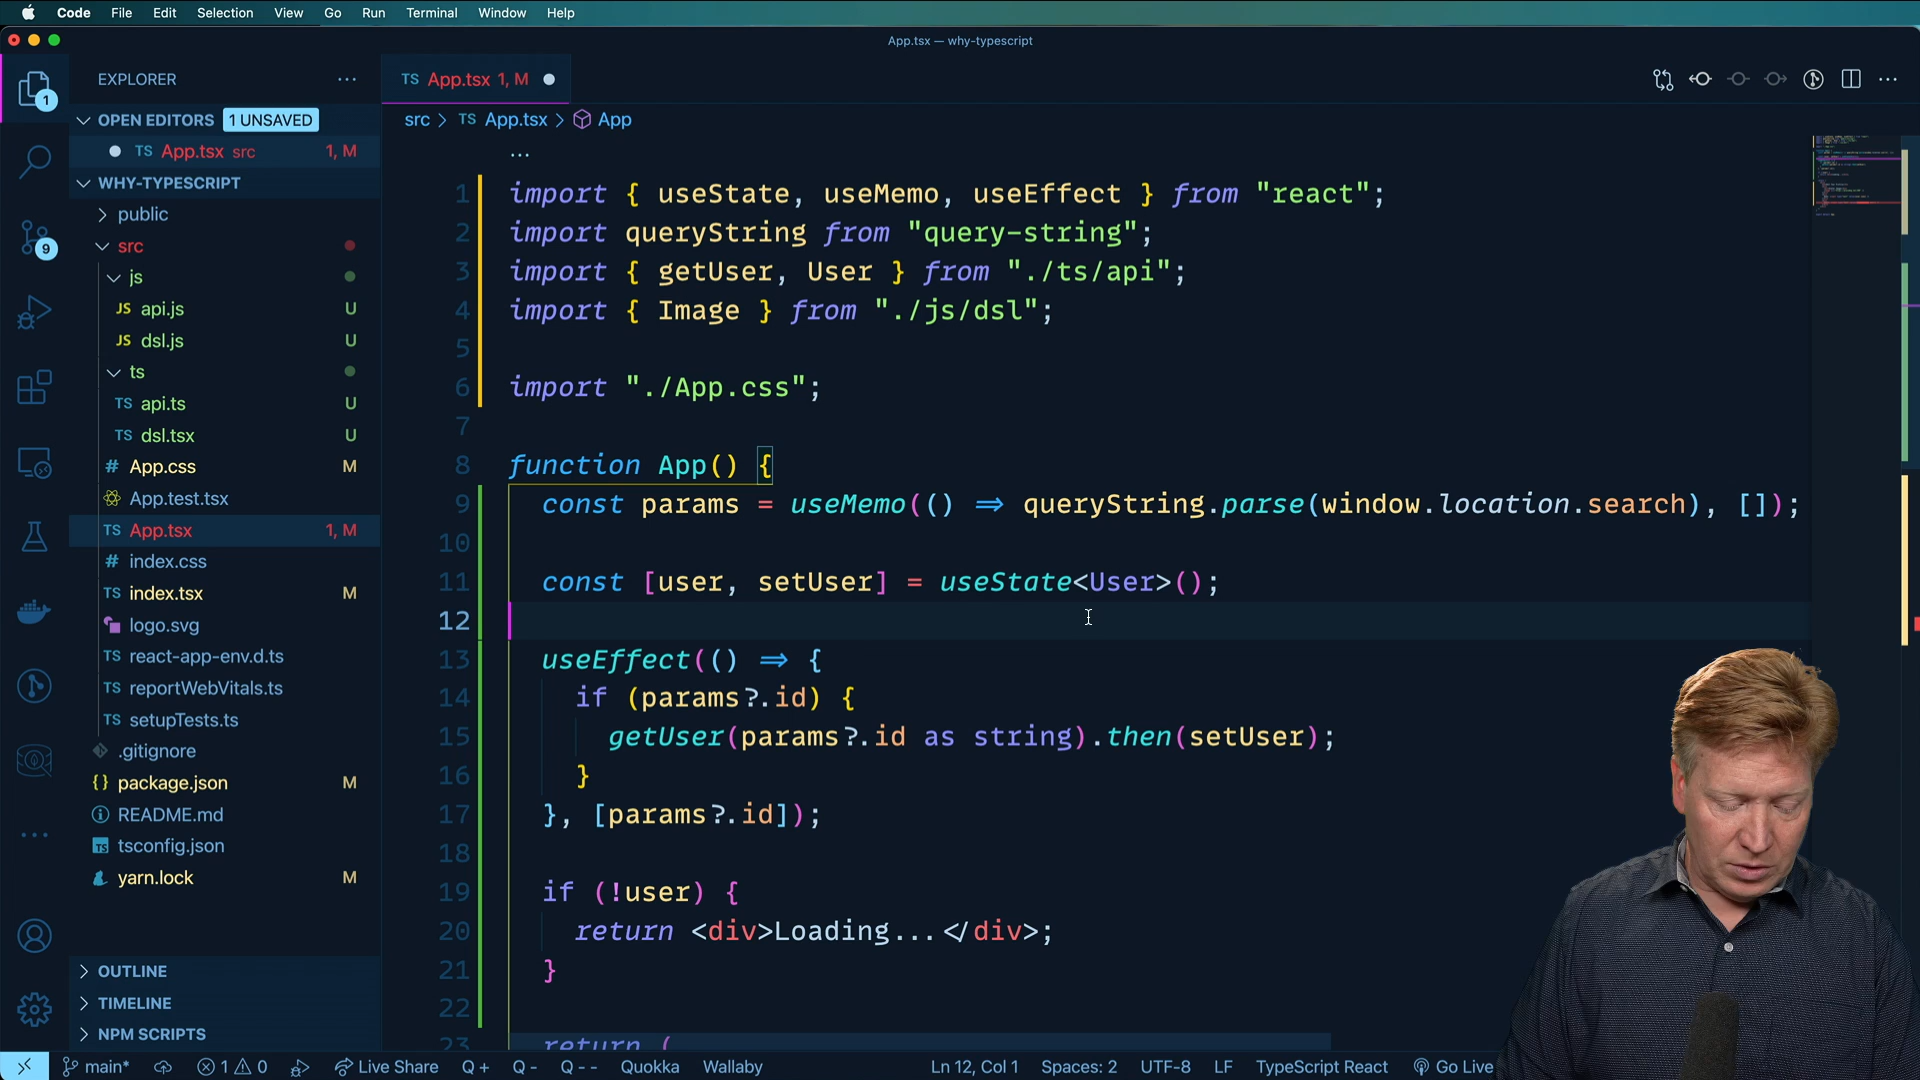 Code File Edit Selection View Go Run Terminal Window Help
App.tsx — why-typescript
EXPLORER
OPEN EDITORS 1 UNSAVED
TS App.tsx src 1, M
WHY-TYPESCRIPT
public
src
js
JS api.js U
JS dsl.js U
ts
TS api.ts U
TS dsl.tsx U
# App.css M
App.test.tsx
TS App.tsx 1, M
# index.css
TS index.tsx M
logo.svg
TS react-app-env.d.ts
TS reportWebVitals.ts
TS setupTests.ts
.gitignore
{} package.json M
README.md
TS tsconfig.json
yarn.lock M
OUTLINE
TIMELINE
NPM SCRIPTS
1
9
TS App.tsx 1, M
src > TS App.tsx > App
...
1 import { useState, useMemo, useEffect } from "react";
2 import queryString from "query-string";
3 import { getUser, User } from "./ts/api";
4 import { Image } from "./js/dsl";
5
6 import "./App.css";
7
8 function App() {
9 const params = useMemo(() => queryString.parse(window.location.search), []);
10
11 const [user, setUser] = useState<User>();
12
13 useEffect(() => {
14 if (params?.id) {
15 getUser(params?.id as string).then(setUser);
16 }
17 }, [params?.id]);
18
19 if (!user) {
20 return <div>Loading...</div>;
21 }
22
23 return (
main* 1 0 Live Share Q+ Q- Q-- Quokka Wallaby Ln 12, Col 1 Spaces: 2 UTF-8 LF TypeScript React Go Live